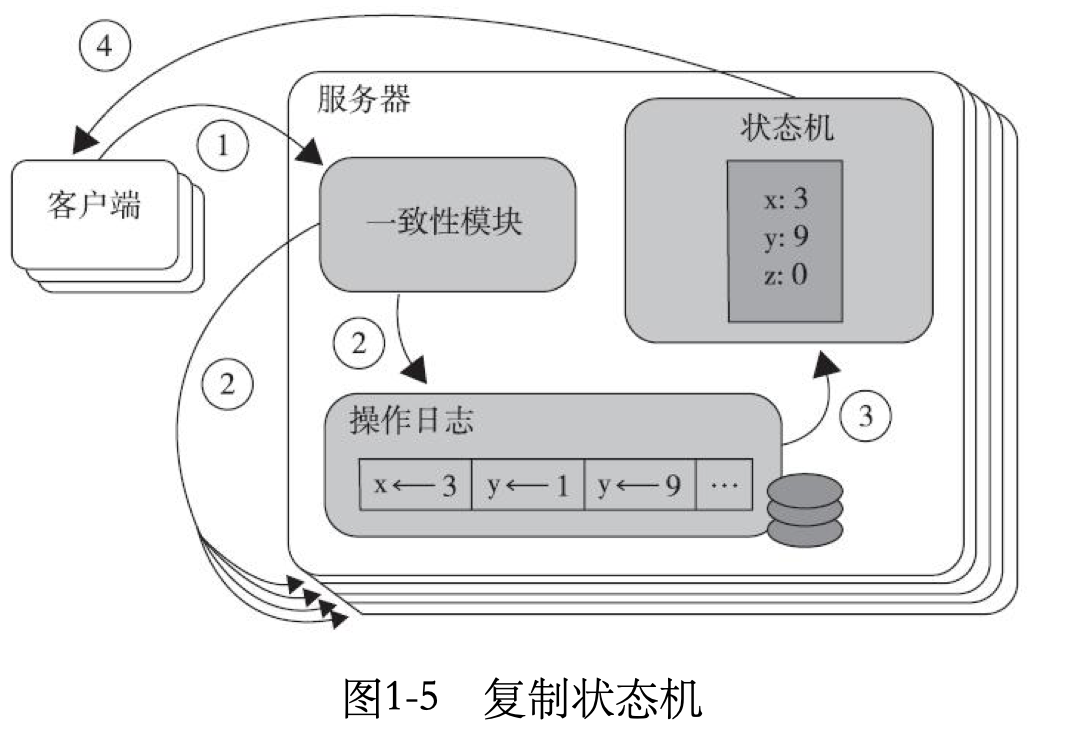 ④
服务器
状态机
①
客户端
一致性模块
x: 3
y: 9
z: 0
②
②
操作日志
③
x ← 3 y ← 1 y ← 9 …
图1-5 复制状态机